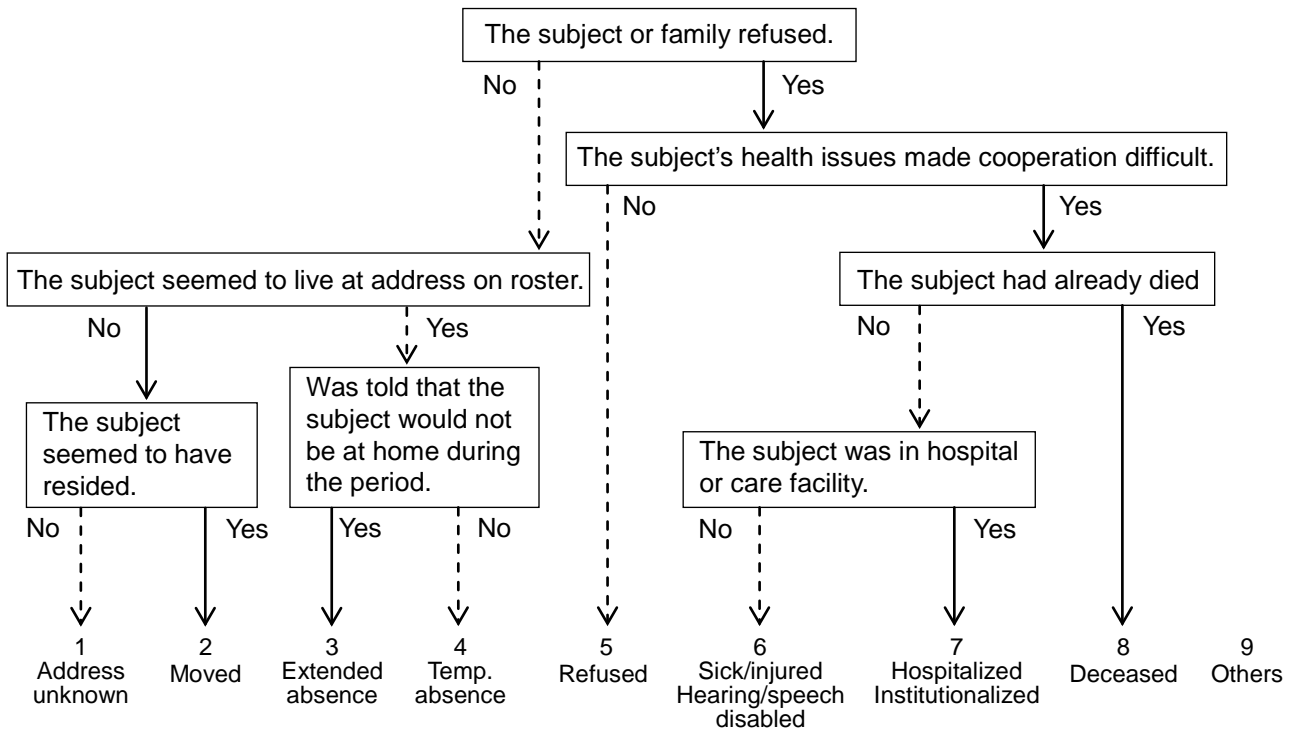 The subject or family refused.
No
Yes
The subject's health issues made cooperation difficult.
No
Yes
The subject seemed to live at address on roster.
The subject had already died
No
Yes
No
Yes
Was told that the
subject would not
be at home during
the period.
The subject
seemed to have
resided.
The subject was in hospital
or care facility.
No
Yes
Yes
No
No
Yes
1
Address
unknown
2
Moved
3
Extended
absence
4
Temp.
absence
5
Refused
6
Sick/injured
Hearing/speech
disabled
7
Hospitalized
Institutionalized
8
Deceased
9
Others